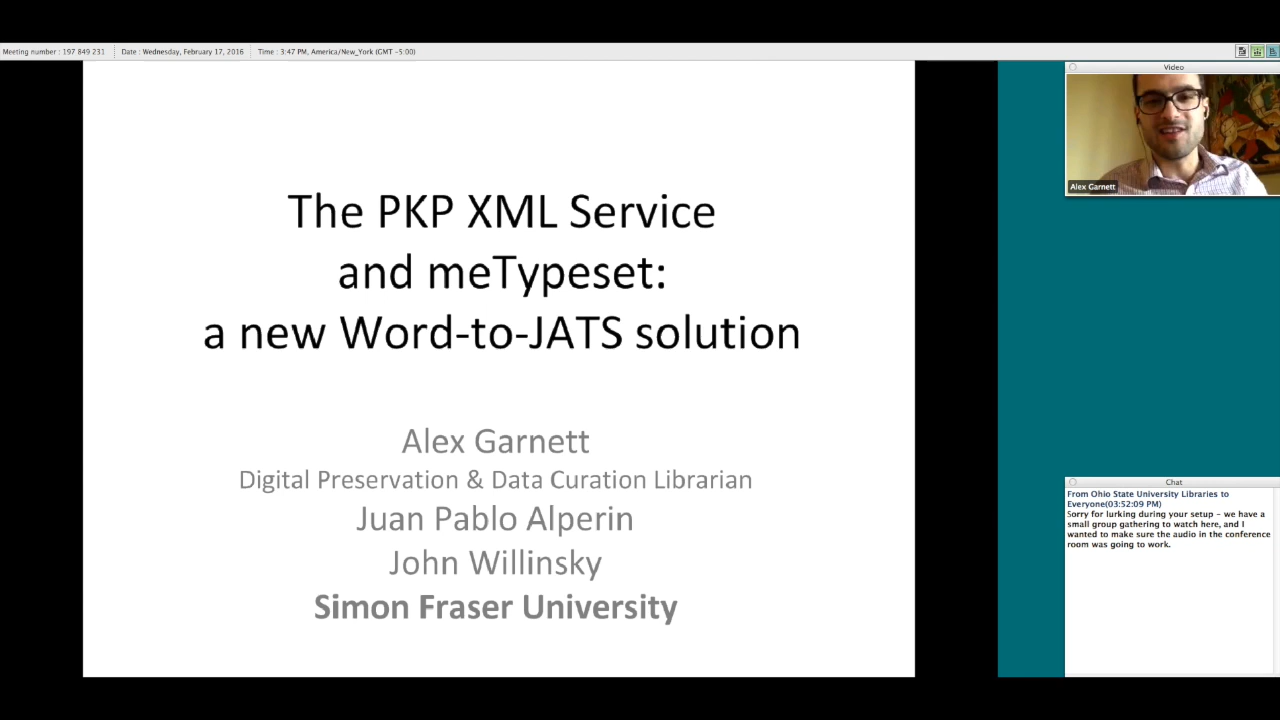 Meeting number : 197 849 231
Date : Wednesday, February 17, 2016
Time : 3:47 PM, America/New_York (GMT -5:00)
The PKP XML Service
and meTypeset:
a new Word-to-JATS solution
Alex Garnett
Digital Preservation & Data Curation Librarian
Juan Pablo Alperin
John Willinsky
Simon Fraser University
Video
Alex Garnett
Chat
From Ohio State University Libraries to
Everyone(03:52:09 PM)
Sorry for lurking during your setup - we have a
small group gathering to watch here, and I
wanted to make sure the audio in the conference
room was going to work.